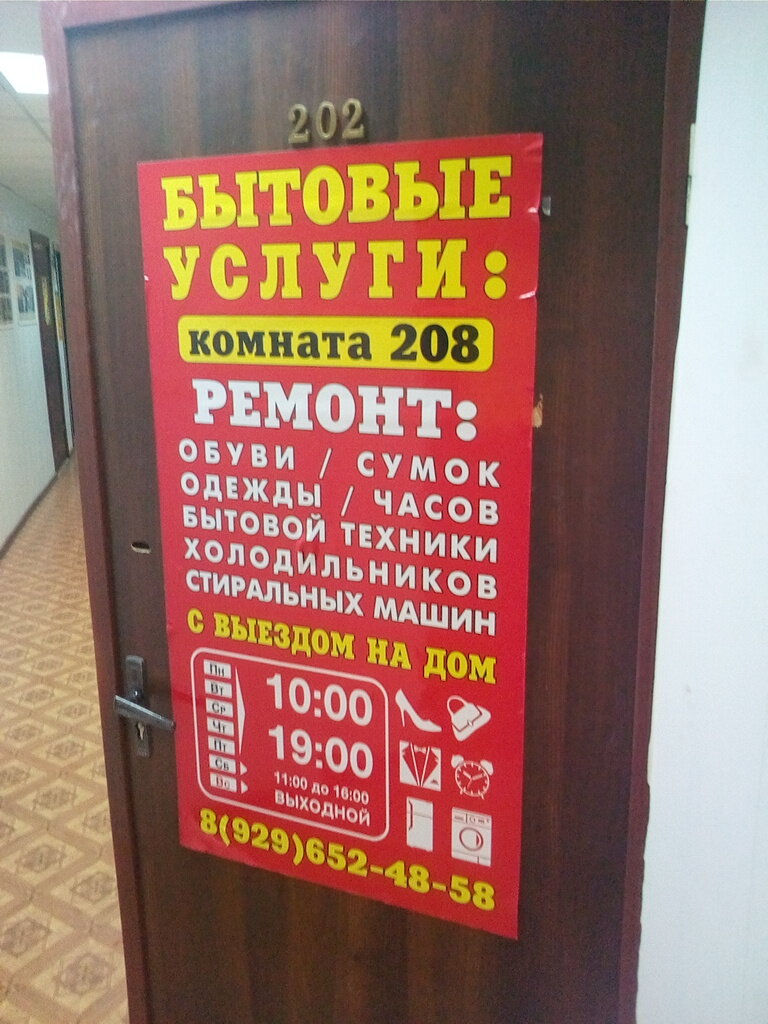 202
БЫТОВЫЕ
УСЛУГИ:
комната 208
РЕМОНТ:
ОБУВИ / СУМОК
ОДЕЖДЫ / ЧАСОВ
БЫТОВОЙ ТЕХНИКИ
ХОЛОДИЛЬНИКОВ
СТИРАЛЬНЫХ МАШИН
С ВЫЕЗДОМ НА ДОМ
Пн
Вт
Ср
Чт
Пт
Сб
Вс
10:00
19:00
11:00 до 16:00
ВЫХОДНОЙ
8(929)652-48-58